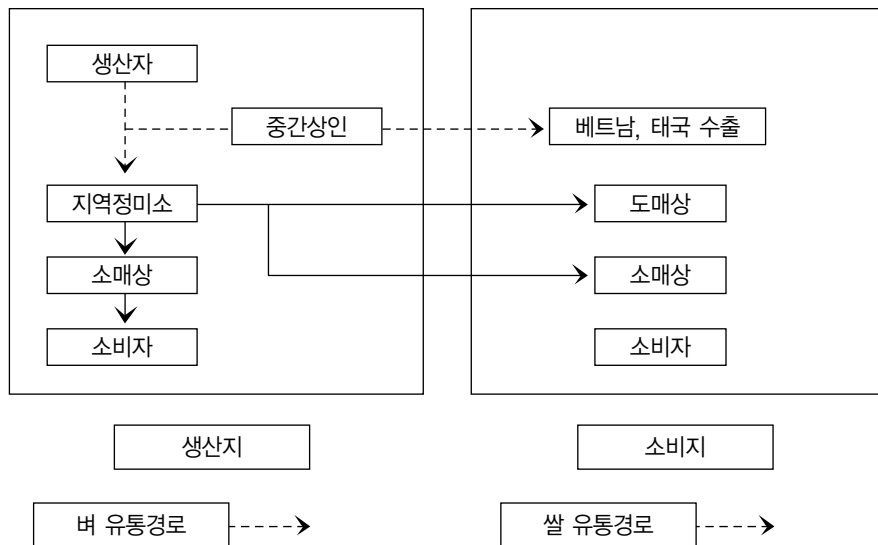 생산자
중간상인
베트남, 태국 수출
지역정미소
도매상
소매상
소매상
소비자
소비자
생산지
소비지
벼 유통경로
쌀 유통경로